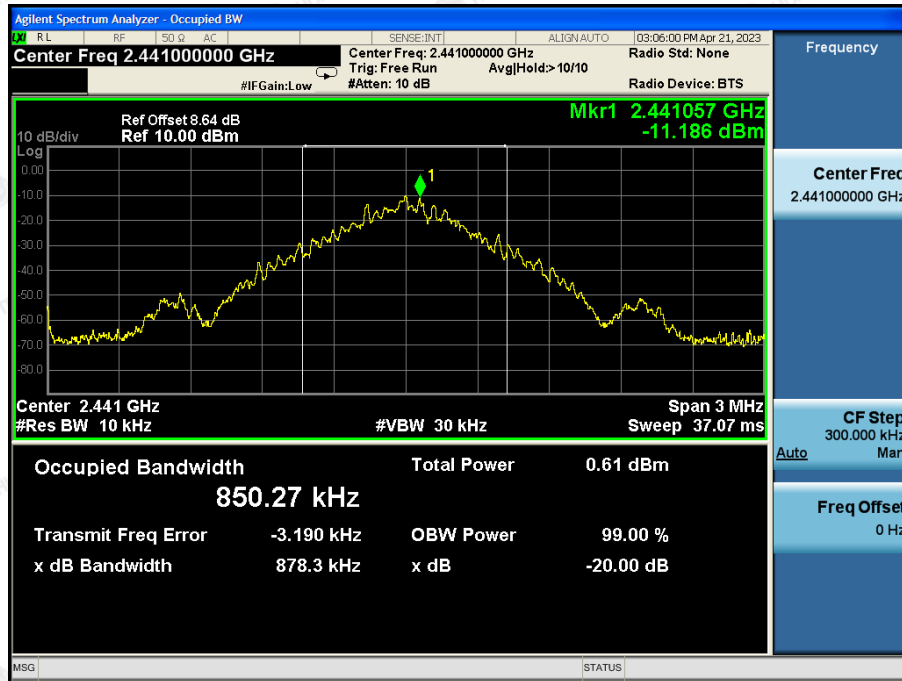 Agilent Spectrum Analyzer - Occupied BW
LXI RL RF 50 Ω AC SENSE:INT ALIGN AUTO 03:06:00 PM Apr 21, 2023
Center Freq 2.441000000 GHz
Center Freq: 2.441000000 GHz
Radio Std: None
Trig: Free Run Avg|Hold:>10/10
#IFGain:Low
#Atten: 10 dB
Radio Device: BTS
Frequency
Ref Offset 8.64 dB
10 dB/div Ref 10.00 dBm
Mkr1 2.441057 GHz
-11.186 dBm
Log
0.00
-10.0
-20.0
-30.0
-40.0
-50.0
-60.0
-70.0
-80.0
1
Center 2.441 GHz Span 3 MHz
#Res BW 10 kHz #VBW 30 kHz Sweep 37.07 ms
Occupied Bandwidth Total Power 0.61 dBm
850.27 kHz
Transmit Freq Error -3.190 kHz OBW Power 99.00 %
x dB Bandwidth 878.3 kHz x dB -20.00 dB
Center Freq
2.441000000 GHz
CF Step
300.000 kHz
Auto Man
Freq Offset
0 Hz
MSG STATUS